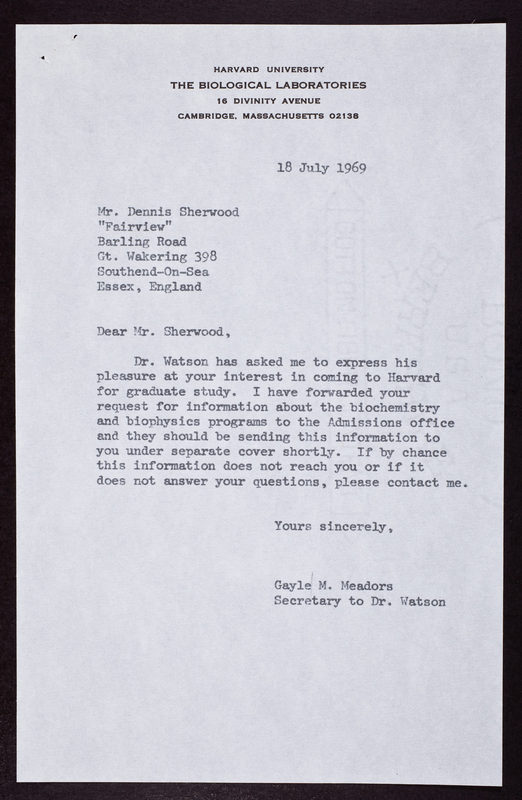 HARVARD UNIVERSITY
THE BIOLOGICAL LABORATORIES
16 DIVINITY AVENUE
CAMBRIDGE, MASSACHUSETTS 02138
18 July 1969
Mr. Dennis Sherwood
"Fairview"
Barling Road
Gt. Wakering 398
Southend-On-Sea
Essex, England
Dear Mr. Sherwood,
Dr. Watson has asked me to express his
pleasure at your interest in coming to Harvard
for graduate study. I have forwarded your
request for information about the biochemistry
and biophysics programs to the Admissions office
and they should be sending this information to
you under separate cover shortly. If by chance
this information does not reach you or if it
does not answer your questions, please contact me.
Yours sincerely,
Gayle M. Meadors
Secretary to Dr. Watson